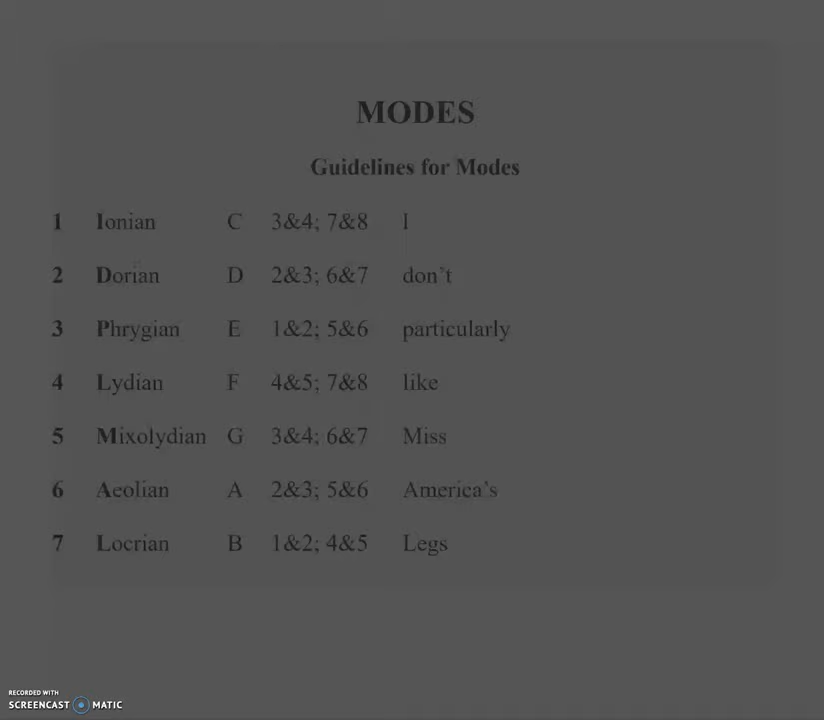 MODES
Guidelines for Modes
1 Ionian C 3&4; 7&8 I
2 Dorian D 2&3; 6&7 don't
3 Phrygian E 1&2; 5&6 particularly
4 Lydian F 4&5; 7&8 like
5 Mixolydian G 3&4; 6&7 Miss
6 Aeolian A 2&3; 5&6 America's
7 Locrian B 1&2; 4&5 Legs
RECORDED WITH
SCREENCAST MATIC